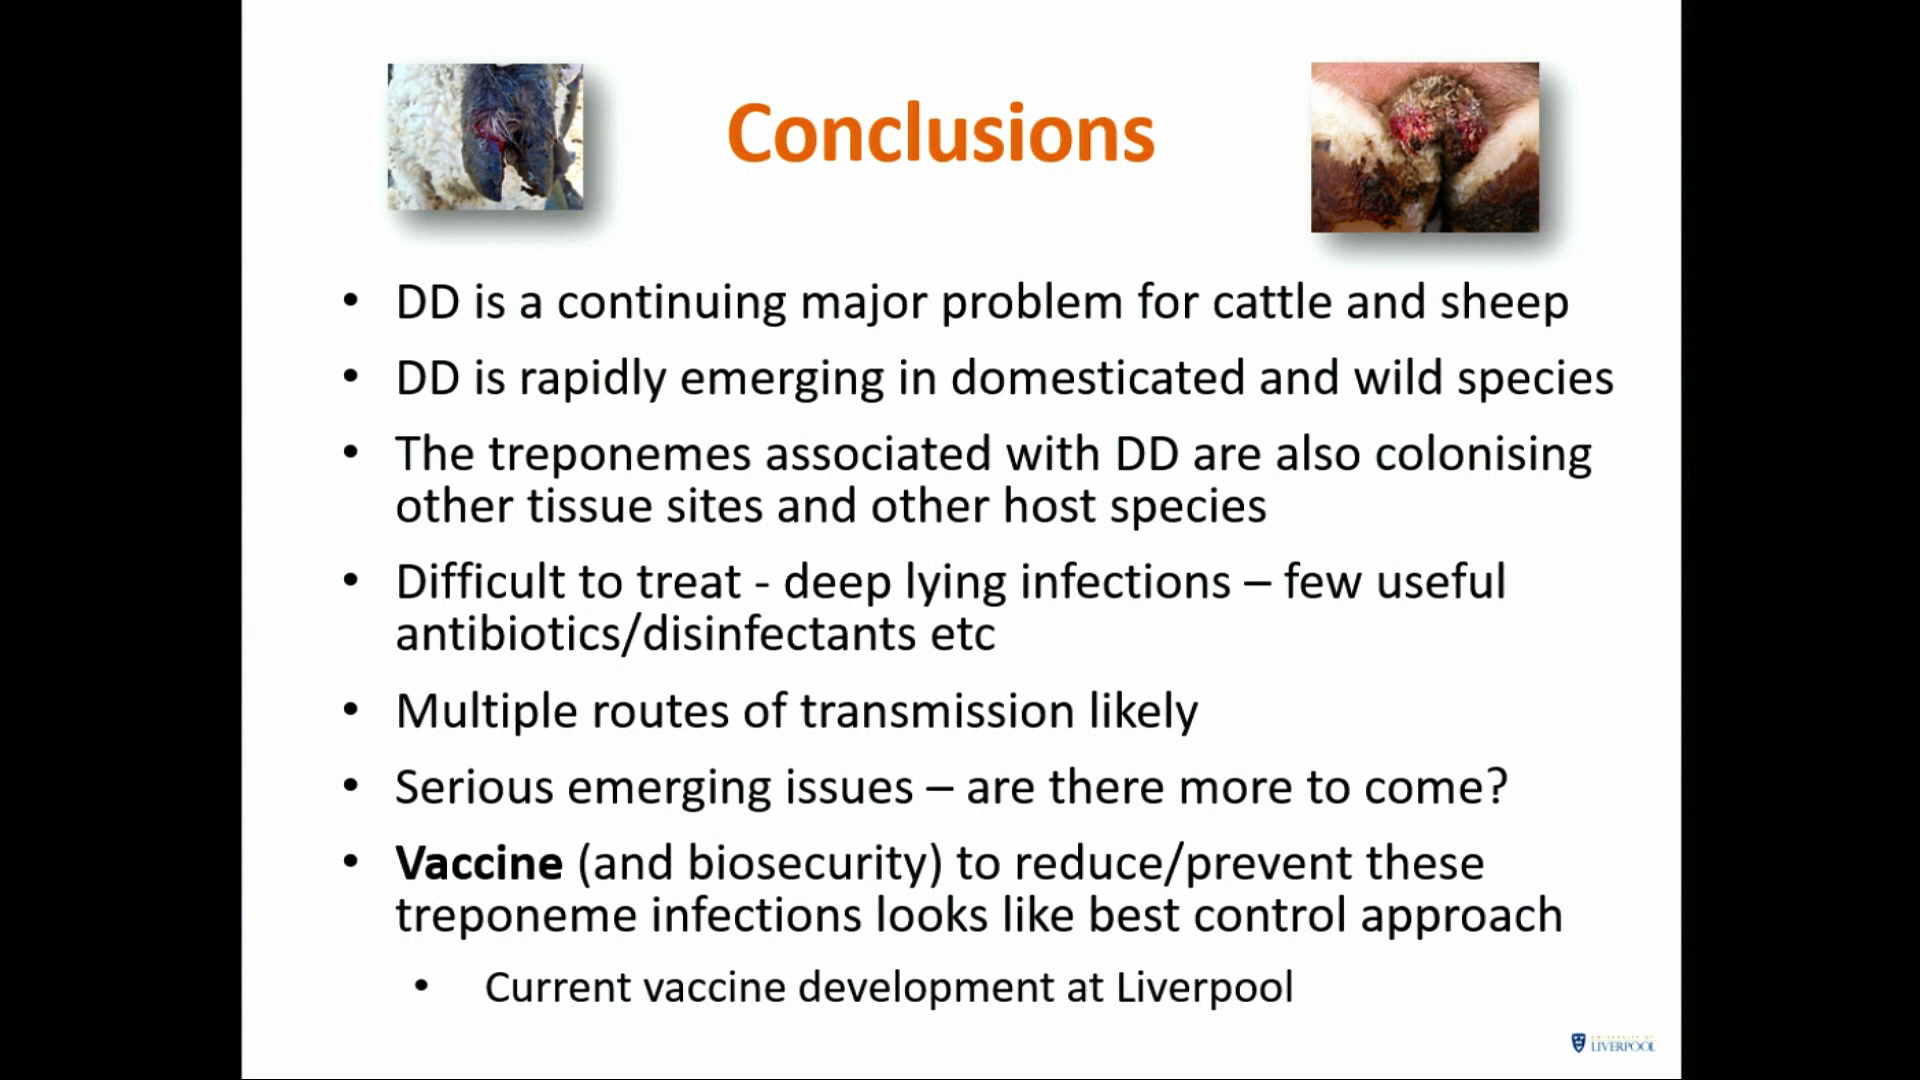 Conclusions
• DD is a continuing major problem for cattle and sheep
• DD is rapidly emerging in domesticated and wild species
• The treponemes associated with DD are also colonising
other tissue sites and other host species
• Difficult to treat - deep lying infections – few useful
antibiotics/disinfectants etc
• Multiple routes of transmission likely
• Serious emerging issues – are there more to come?
• Vaccine (and biosecurity) to reduce/prevent these
treponeme infections looks like best control approach
• Current vaccine development at Liverpool
UNIVERSITY OF
LIVERPOOL